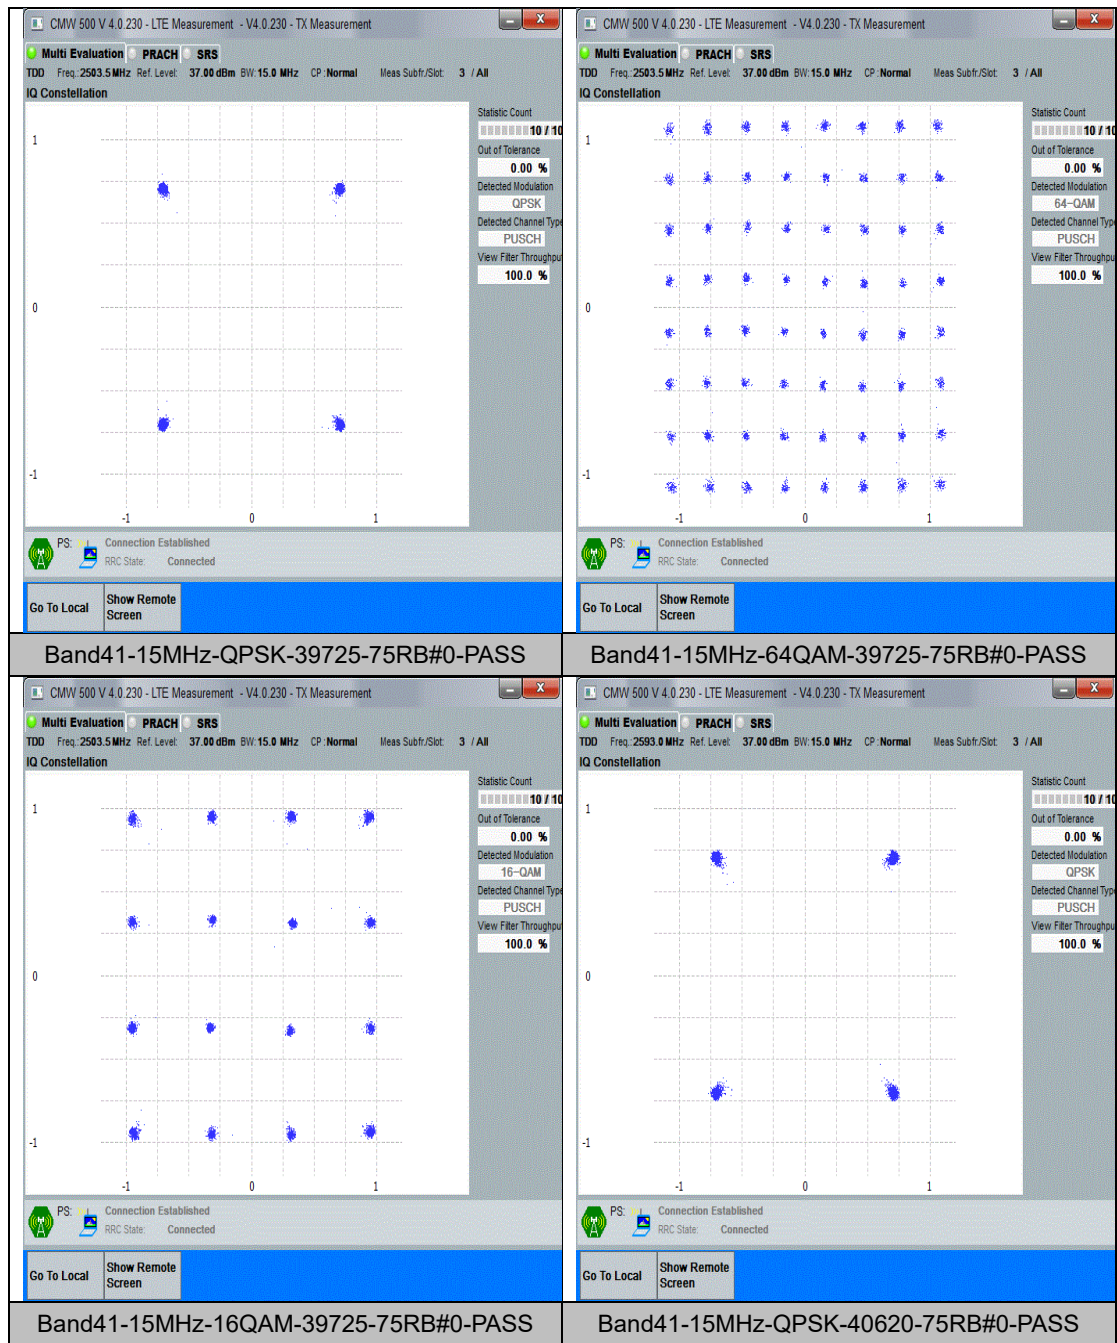 CMW 500 V 4.0.230 - LTE Measurement - V4.0.230 - TX Measurement
Multi Evaluation PRACH SRS
TDD Freq.: 2503.5 MHz Ref. Level: 37.00 dBm BW: 15.0 MHz CP : Normal Meas Subfr./Slot: 3 / All
IQ Constellation
Statistic Count
10 / 10
Out of Tolerance
0.00 %
Detected Modulation
QPSK
Detected Channel Type
PUSCH
View Filter Throughpu
100.0 %
1
0
-1
-1 0 1
PS: Connection Established
RRC State: Connected
Go To Local Show Remote
Screen
Band41-15MHz-QPSK-39725-75RB#0-PASS
CMW 500 V 4.0.230 - LTE Measurement - V4.0.230 - TX Measurement
Multi Evaluation PRACH SRS
TDD Freq.: 2503.5 MHz Ref. Level: 37.00 dBm BW: 15.0 MHz CP : Normal Meas Subfr./Slot: 3 / All
IQ Constellation
Statistic Count
10 / 10
Out of Tolerance
0.00 %
Detected Modulation
64-QAM
Detected Channel Type
PUSCH
View Filter Throughpu
100.0 %
1
0
-1
-1 0 1
PS: Connection Established
RRC State: Connected
Go To Local Show Remote
Screen
Band41-15MHz-64QAM-39725-75RB#0-PASS
CMW 500 V 4.0.230 - LTE Measurement - V4.0.230 - TX Measurement
Multi Evaluation PRACH SRS
TDD Freq.: 2503.5 MHz Ref. Level: 37.00 dBm BW: 15.0 MHz CP : Normal Meas Subfr./Slot: 3 / All
IQ Constellation
Statistic Count
10 / 10
Out of Tolerance
0.00 %
Detected Modulation
16-QAM
Detected Channel Type
PUSCH
View Filter Throughpu
100.0 %
1
0
-1
-1 0 1
PS: Connection Established
RRC State: Connected
Go To Local Show Remote
Screen
Band41-15MHz-16QAM-39725-75RB#0-PASS
CMW 500 V 4.0.230 - LTE Measurement - V4.0.230 - TX Measurement
Multi Evaluation PRACH SRS
TDD Freq.: 2593.0 MHz Ref. Level: 37.00 dBm BW: 15.0 MHz CP : Normal Meas Subfr./Slot: 3 / All
IQ Constellation
Statistic Count
10 / 10
Out of Tolerance
0.00 %
Detected Modulation
QPSK
Detected Channel Type
PUSCH
View Filter Throughpu
100.0 %
1
0
-1
-1 0 1
PS: Connection Established
RRC State: Connected
Go To Local Show Remote
Screen
Band41-15MHz-QPSK-40620-75RB#0-PASS